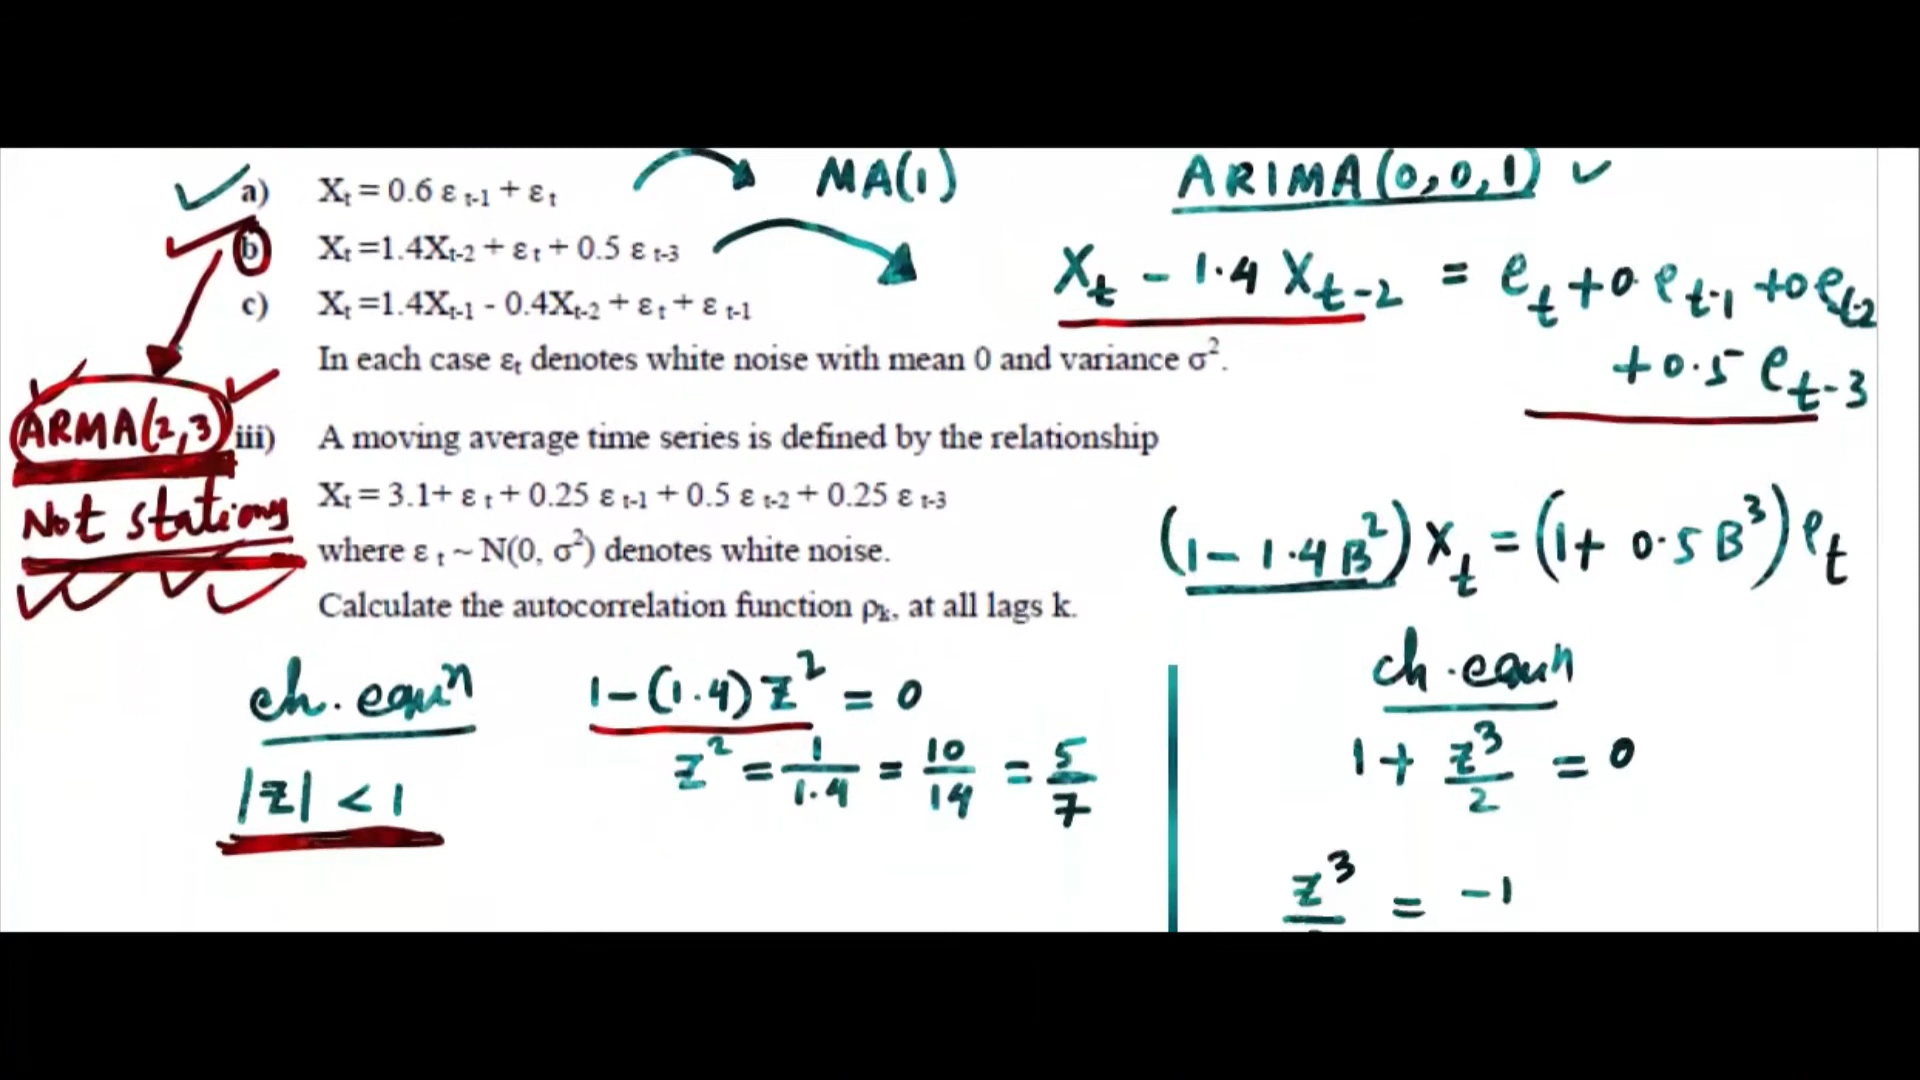 a) Xt = 0.6 ε t-1 + εt MA(1) ARIMA(0,0,1)
b) Xt =1.4Xt-2 + εt + 0.5 ε t-3 Xt - 1.4 Xt-2 = et + 0 et-1 + 0 et-2
c) Xt =1.4Xt-1 - 0.4Xt-2 + εt + ε t-1
In each case εt denotes white noise with mean 0 and variance σ². + 0.5 et-3
ARMA(2,3) iii) A moving average time series is defined by the relationship
Not stationary Xt = 3.1+ ε t + 0.25 ε t-1 + 0.5 ε t-2 + 0.25 ε t-3
where ε t ~ N(0, σ²) denotes white noise. (1 - 1.4B²) Xt = (1 + 0.5B³) et
Calculate the autocorrelation function ρk, at all lags k.
ch. equn 1-(1.4)z² = 0 ch. equn
|z| < 1 z² = 1/1.4 = 10/14 = 5/7 1 + z³/2 = 0
z³ = -1